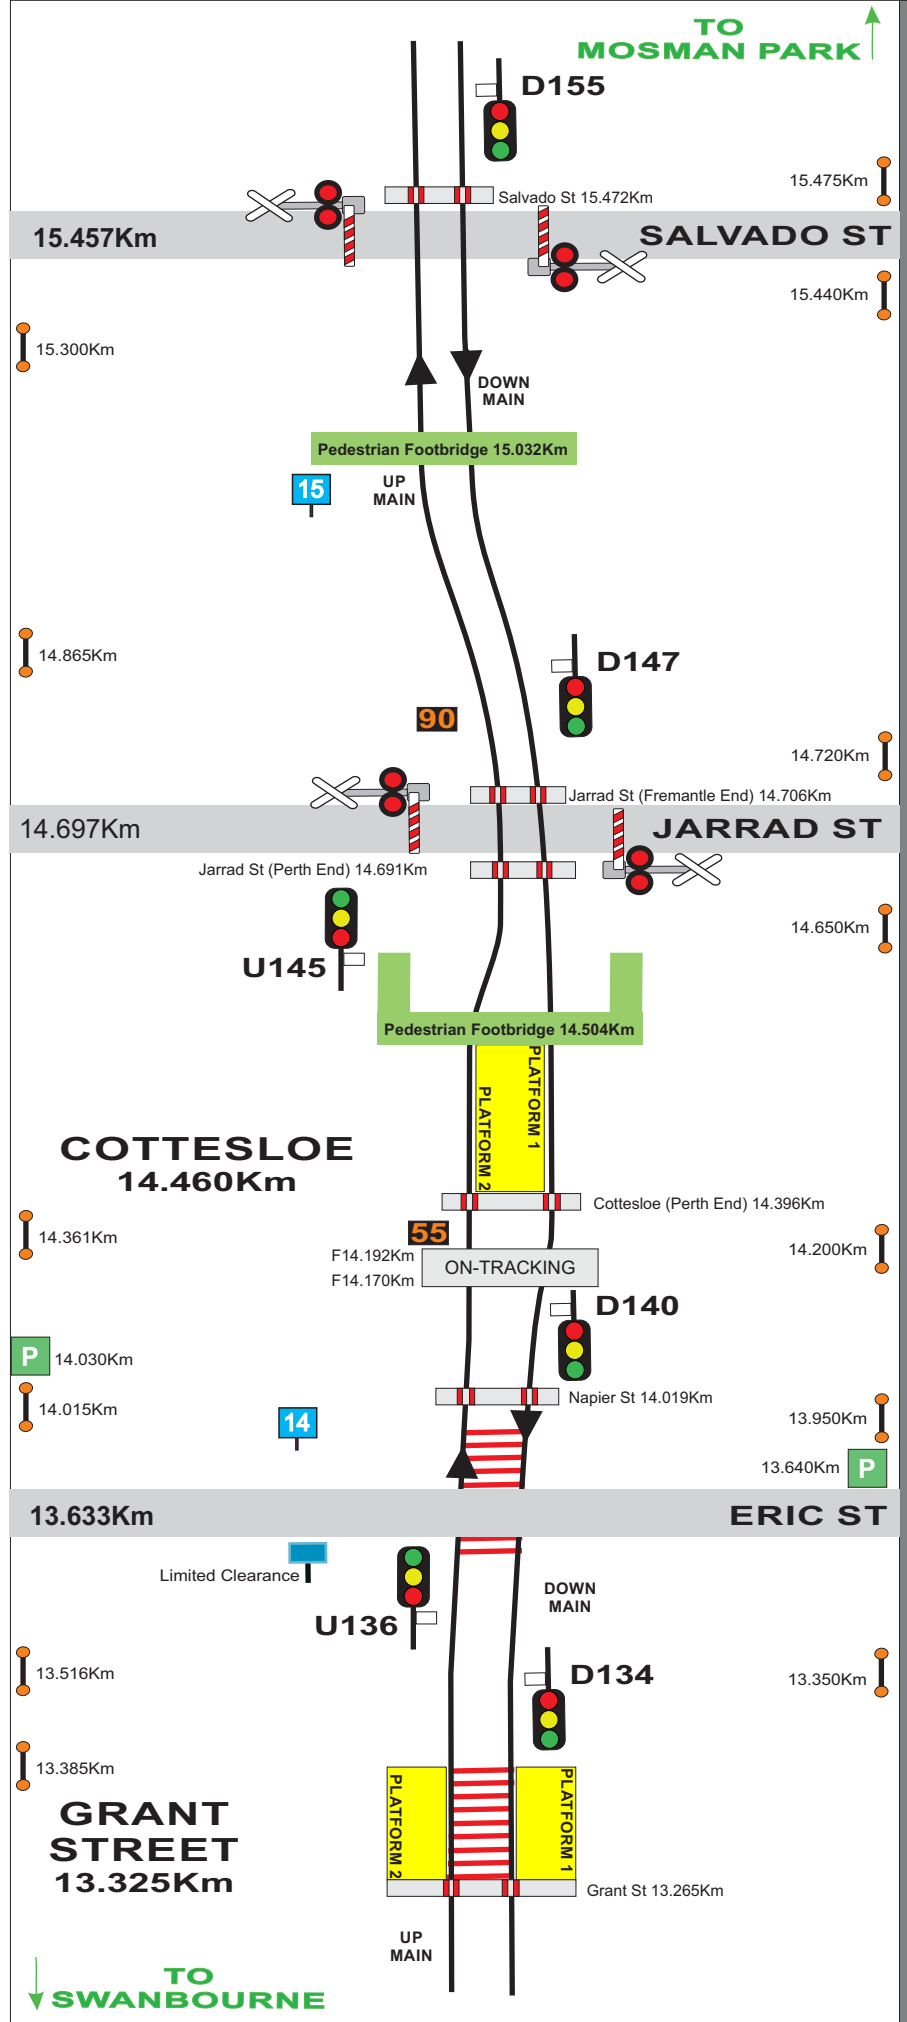 TO
MOSMAN PARK
D155
15.475Km
Salvado St 15.472Km
15.457Km
SALVADO ST
15.440Km
15.300Km
DOWN
MAIN
Pedestrian Footbridge 15.032Km
15
UP
MAIN
14.865Km
D147
90
14.720Km
Jarrad St (Fremantle End) 14.706Km
14.697Km
JARRAD ST
Jarrad St (Perth End) 14.691Km
14.650Km
U145
Pedestrian Footbridge 14.504Km
PLATFORM 1
PLATFORM 2
COTTESLOE
14.460Km
Cottesloe (Perth End) 14.396Km
14.361Km
55
14.200Km
F14.192Km
ON-TRACKING
F14.170Km
D140
P
14.030Km
Napier St 14.019Km
14.015Km
14
13.950Km
13.640Km
P
13.633Km
ERIC ST
Limited Clearance
DOWN
MAIN
U136
13.516Km
D134
13.350Km
13.385Km
PLATFORM 2
PLATFORM 1
GRANT
STREET
13.325Km
Grant St 13.265Km
UP
MAIN
TO
SWANBOURNE